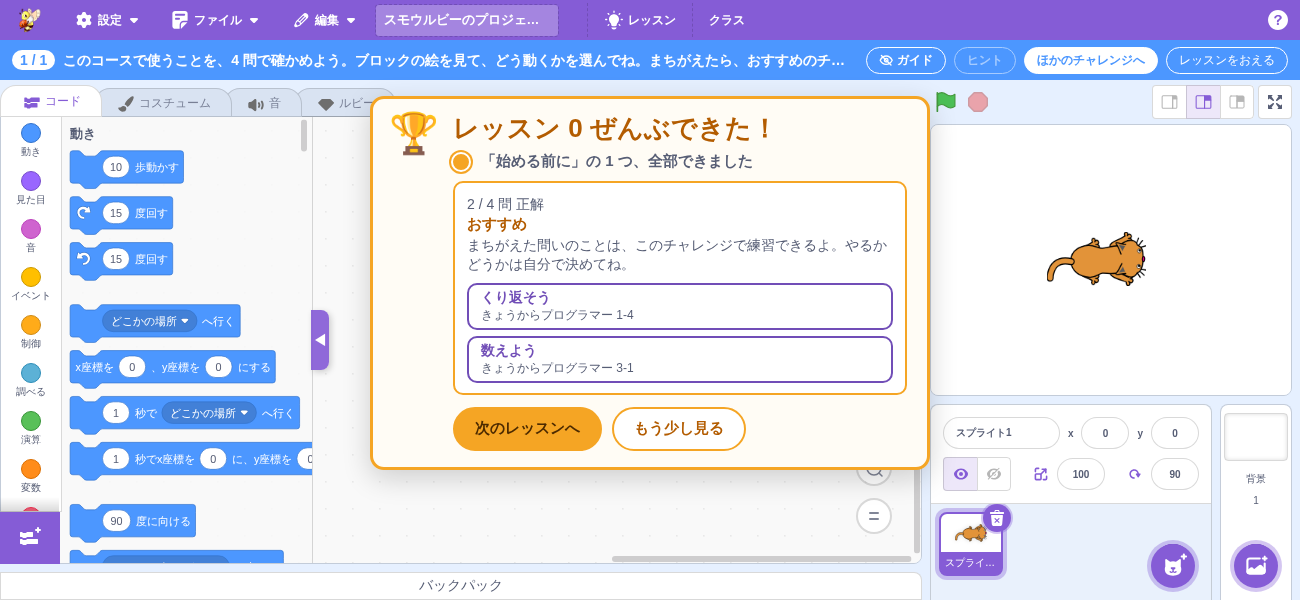 設定
ファイル
編集
スモウルビーのプロジェ…
レッスン
クラス
?
1 / 1
このコースで使うことを、4 問で確かめよう。ブロックの絵を見て、どう動くかを選んでね。まちがえたら、おすすめのチ…
ガイド
ヒント
ほかのチャレンジへ
レッスンをおえる
コード
コスチューム
音
ルビー
動き
見た目
音
イベント
制御
調べる
演算
変数
動き
10 歩動かす
15 度回す
15 度回す
どこかの場所 へ行く
x座標を 0 、y座標を 0 にする
1 秒で どこかの場所 へ行く
1 秒でx座標を 0 に、y座標を 0
90 度に向ける
レッスン 0 ぜんぶできた！
「始める前に」の 1 つ、全部できました
2 / 4 問 正解
おすすめ
まちがえた問いのことは、このチャレンジで練習できるよ。やるか
どうかは自分で決めてね。
くり返そう
きょうからプログラマー 1-4
数えよう
きょうからプログラマー 3-1
次のレッスンへ
もう少し見る
スプライト1
x
0
y
0
100
90
スプライ…
背景
1
バックパック